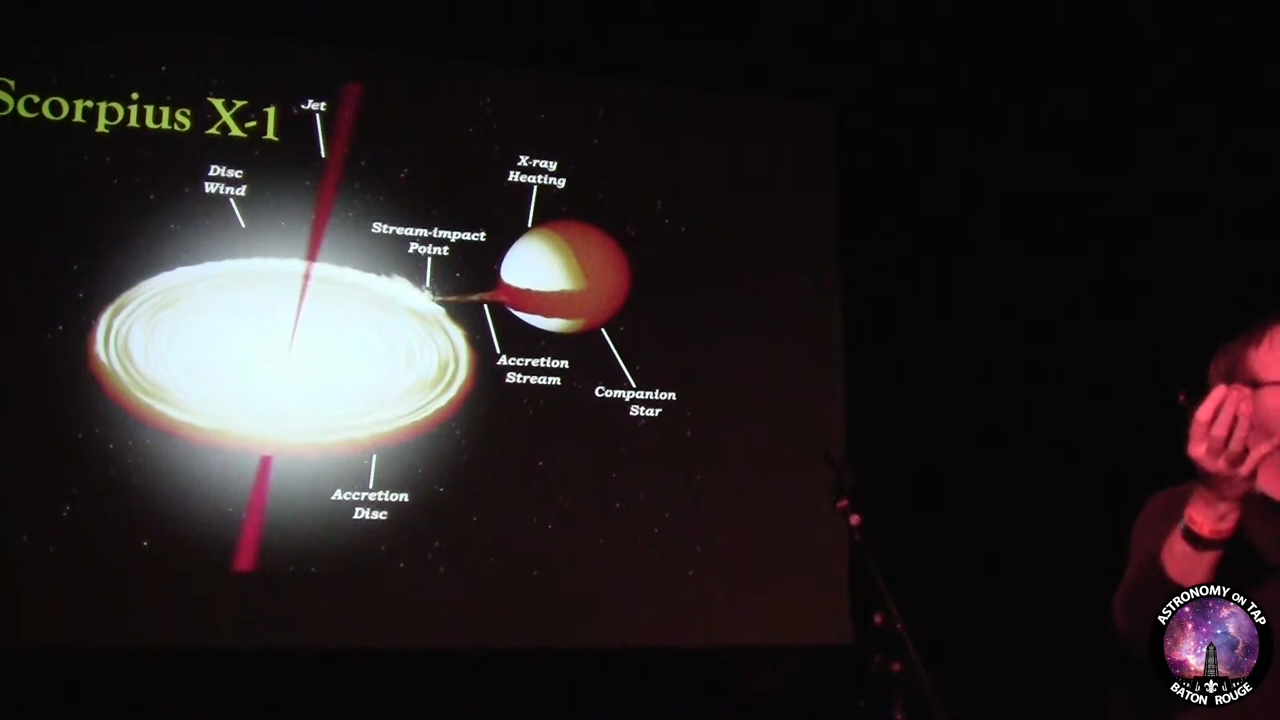 Scorpius X-1
Jet
Disc
Wind
X-ray
Heating
Stream-impact
Point
Accretion
Stream
Companion
Star
Accretion
Disc
ASTRONOMY ON TAP
BATON ROUGE